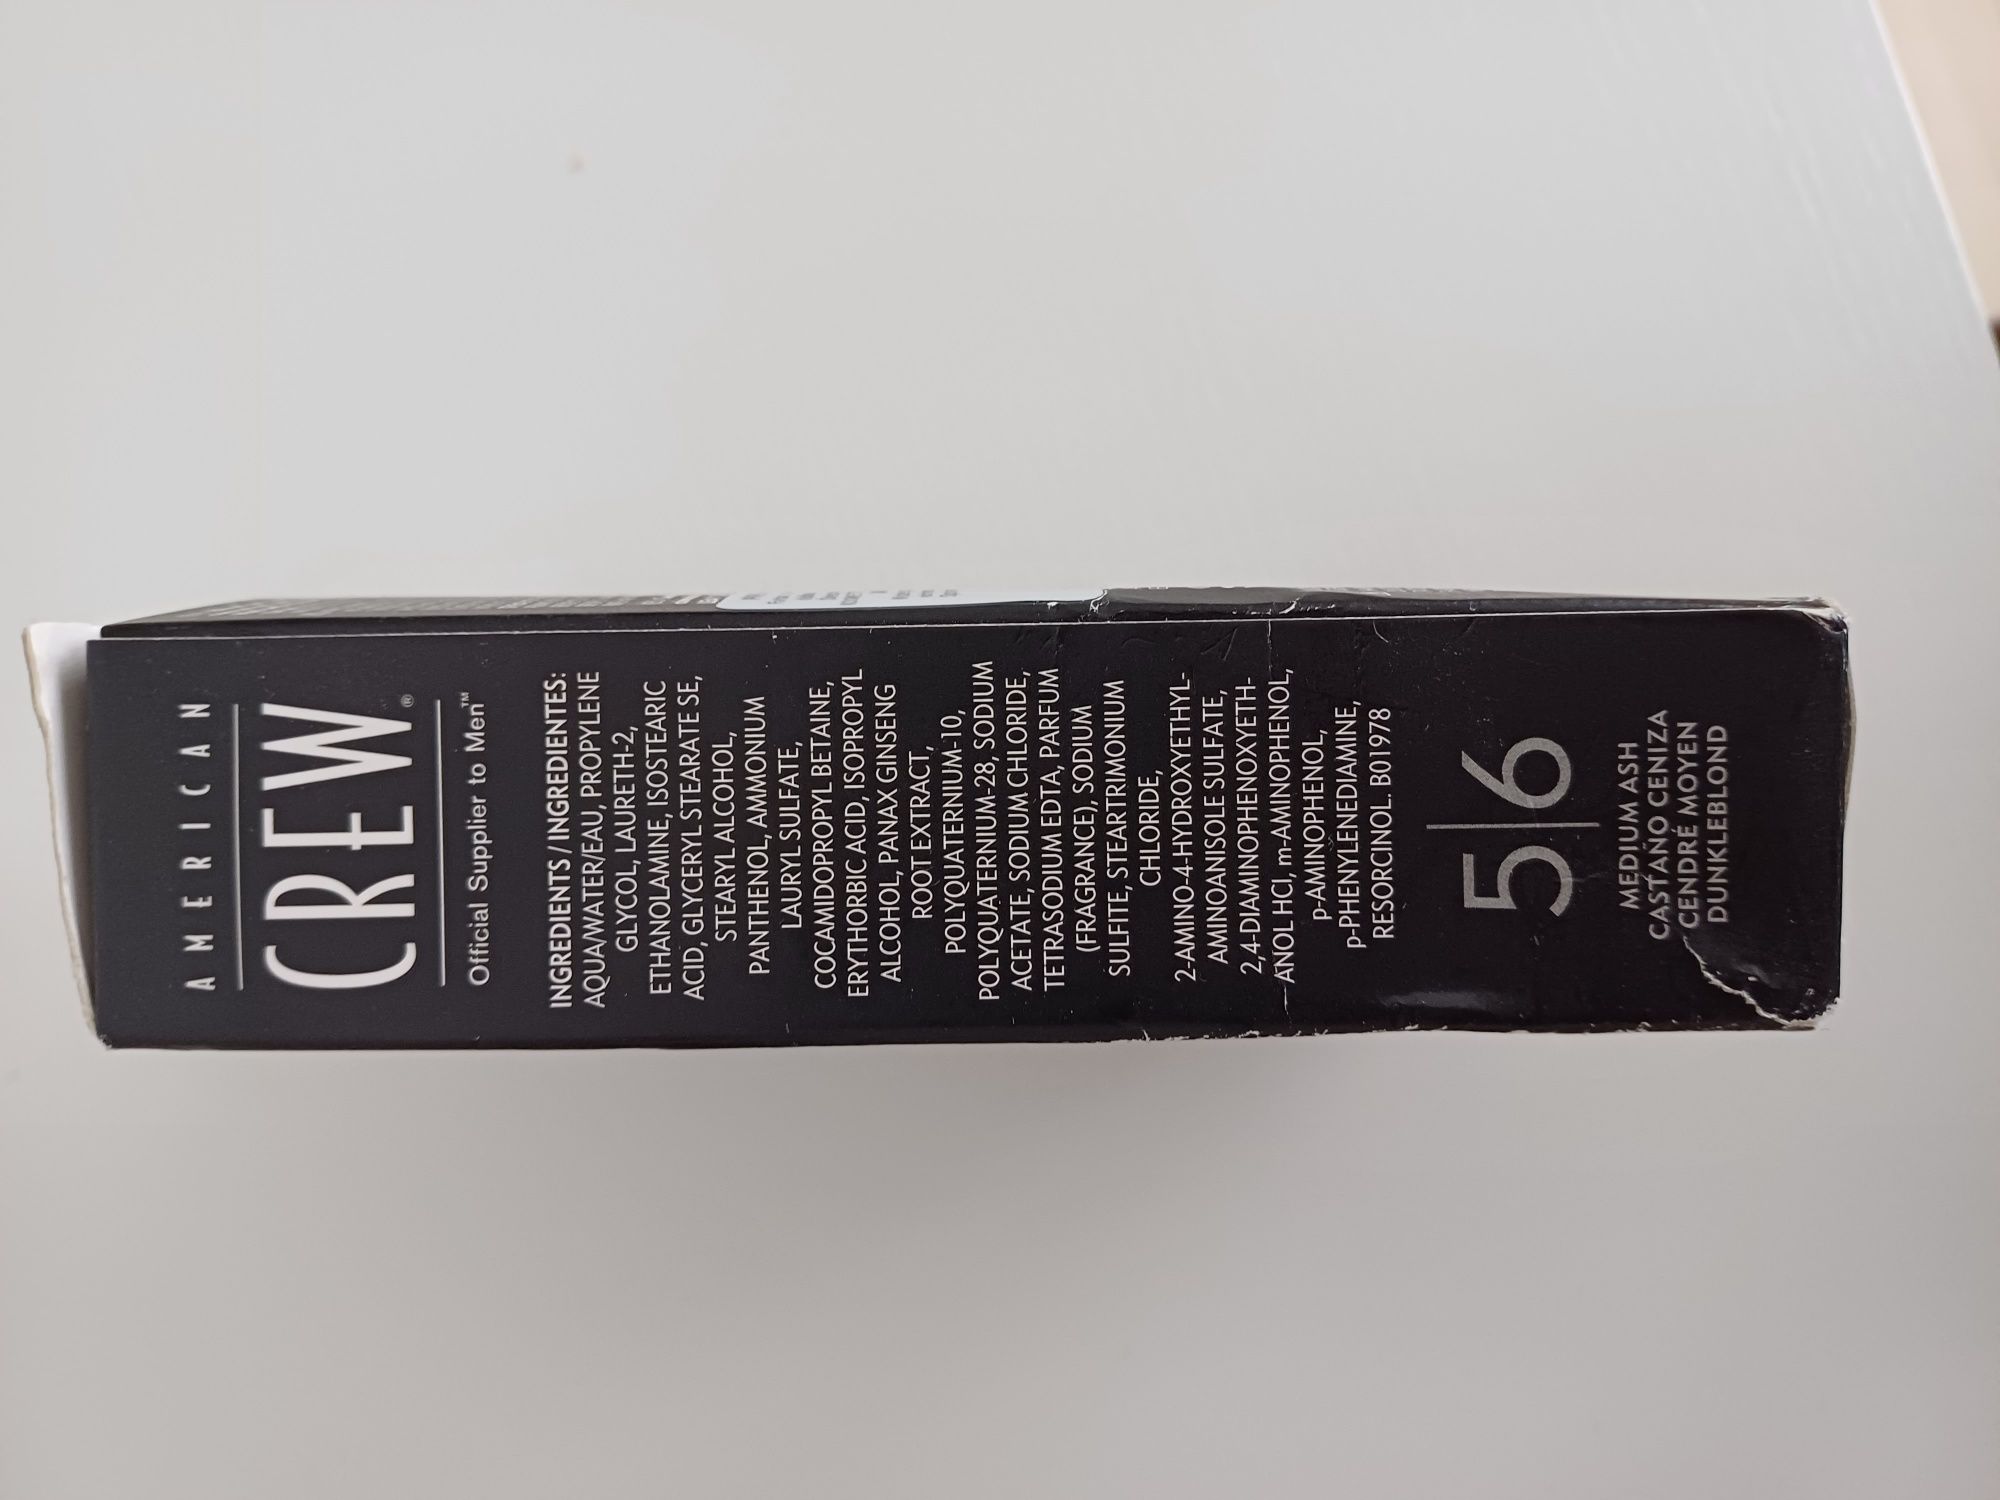 AMERICAN
CREW®
Official Supplier to Men™
INGREDIENTS / INGREDIENTES:
AQUA/WATER/EAU, PROPYLENE
GLYCOL, LAURETH-2,
ETHANOLAMINE, ISOSTEARIC
ACID, GLYCERYL STEARATE SE,
STEARYL ALCOHOL,
PANTHENOL, AMMONIUM
LAURYL SULFATE,
COCAMIDOPROPYL BETAINE,
ERYTHORBIC ACID, ISOPROPYL
ALCOHOL, PANAX GINSENG
ROOT EXTRACT,
POLYQUATERNIUM-10,
POLYQUATERNIUM-28, SODIUM
ACETATE, SODIUM CHLORIDE,
TETRASODIUM EDTA, PARFUM
(FRAGRANCE), SODIUM
SULFITE, STEARTRIMONIUM
CHLORIDE,
2-AMINO-4-HYDROXYETHYL-
AMINOANISOLE SULFATE,
2,4-DIAMINOPHENOXYETH-
ANOL HCl, m-AMINOPHENOL,
p-AMINOPHENOL,
p-PHENYLENEDIAMINE,
RESORCINOL. B01978
5|6
MEDIUM ASH
CASTAÑO CENIZA
CENDRÉ MOYEN
DUNKLEBLOND